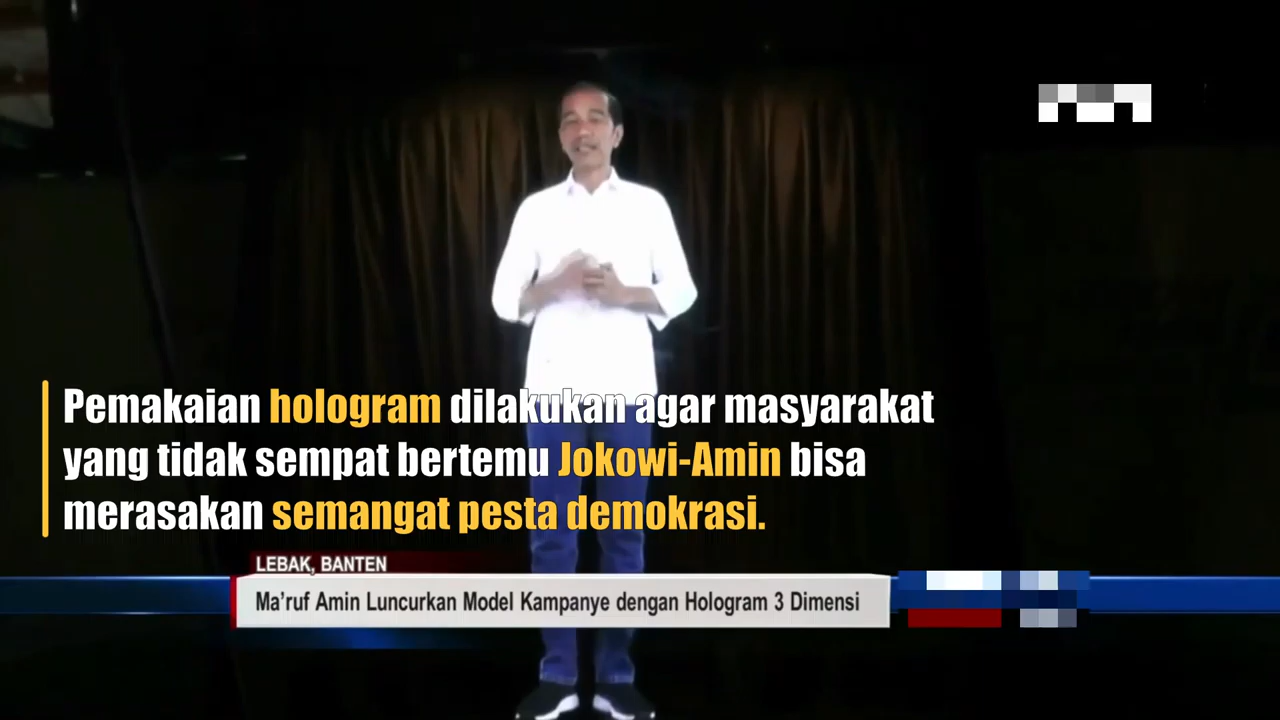 Pemakaian hologram dilakukan agar masyarakat
yang tidak sempat bertemu Jokowi-Amin bisa
merasakan semangat pesta demokrasi.
LEBAK, BANTEN
Ma'ruf Amin Luncurkan Model Kampanye dengan Hologram 3 Dimensi